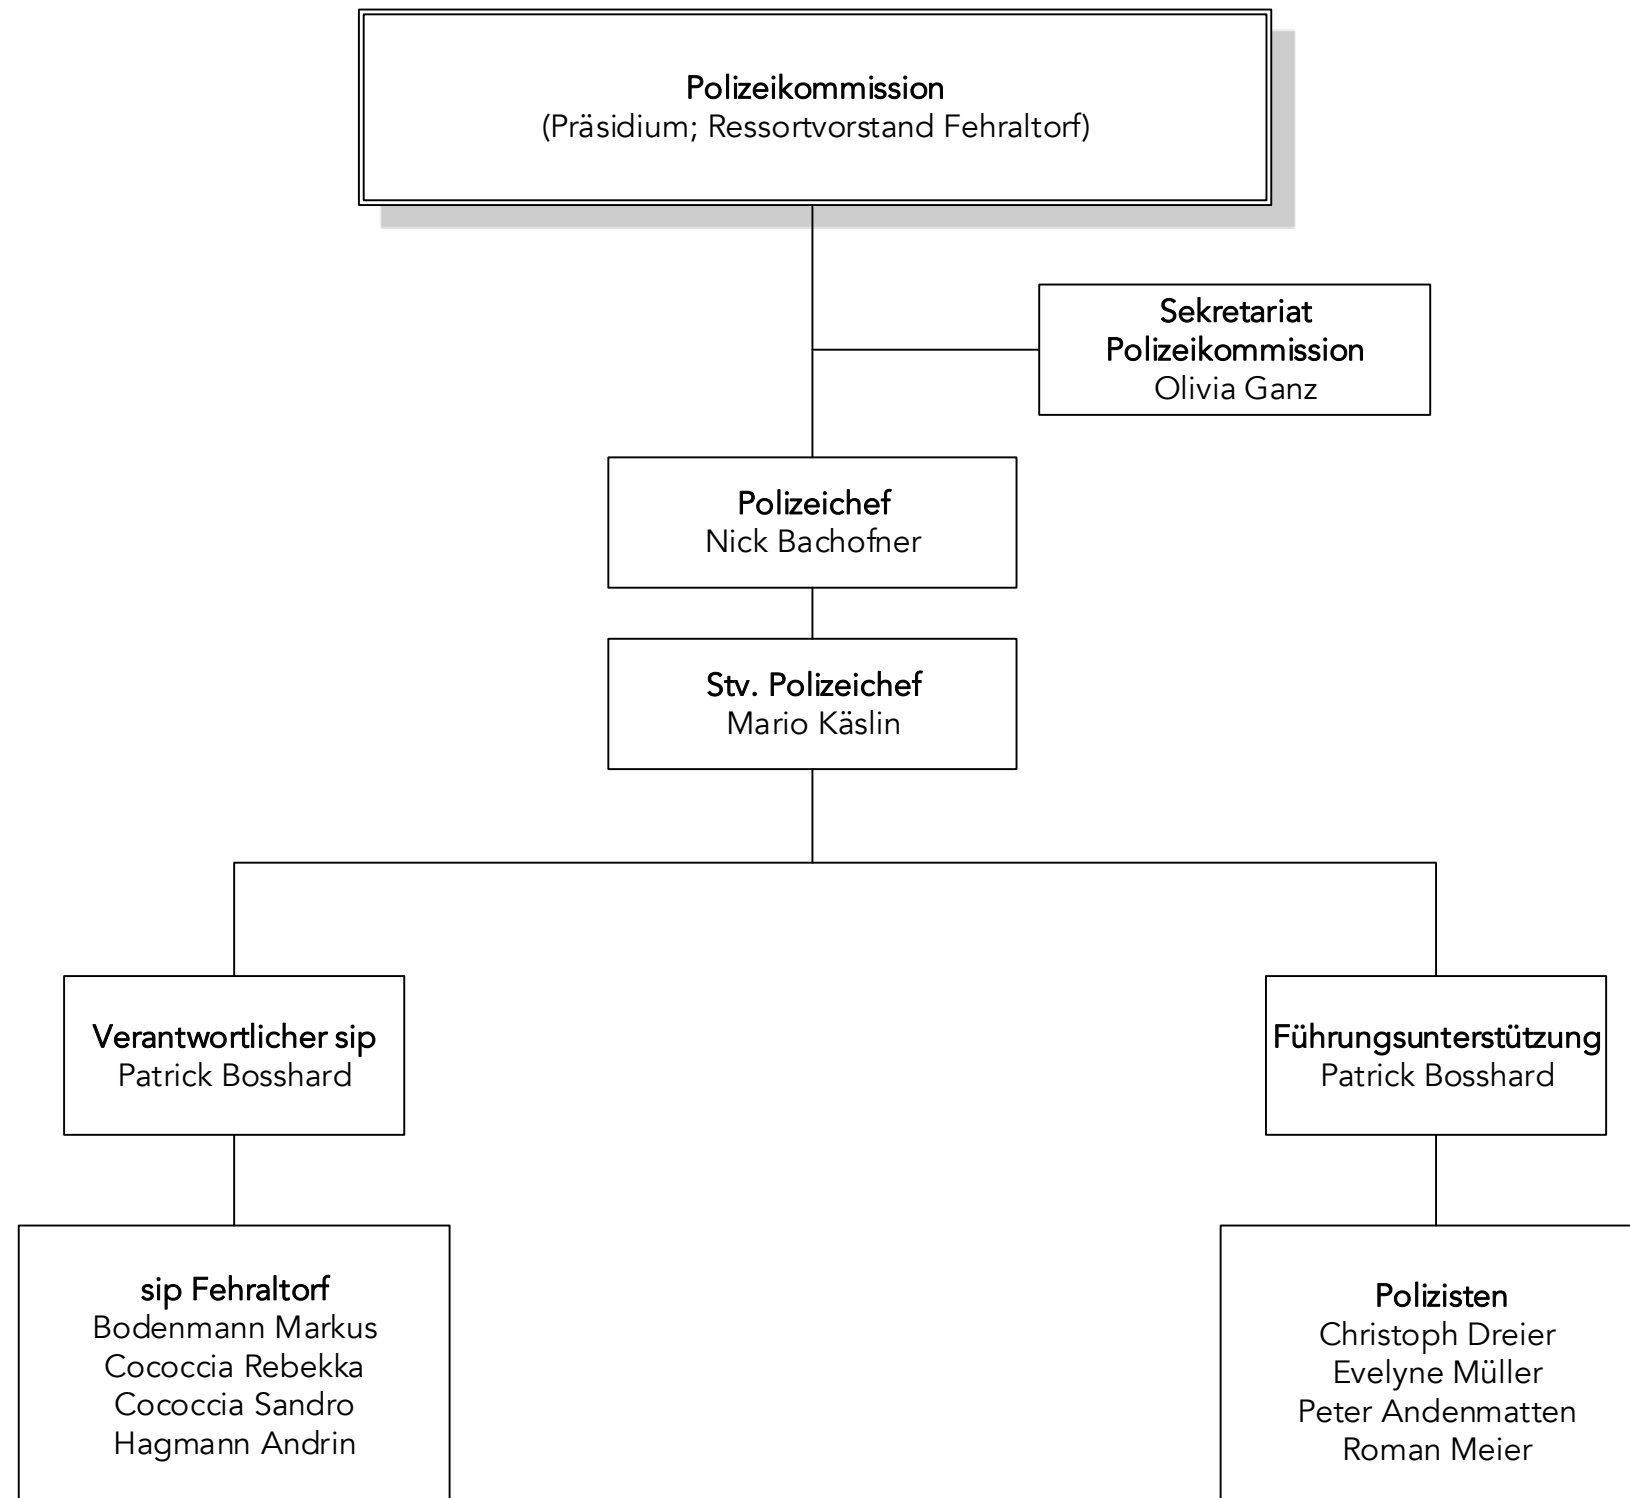 Polizeikommission
(Präsidium; Ressortvorstand Fehraltorf)
Sekretariat
Polizeikommission
Olivia Ganz
Polizeichef
Nick Bachofner
Stv. Polizeichef
Mario Käslin
Verantwortlicher sip
Patrick Bosshard
Führungsunterstützung
Patrick Bosshard
sip Fehraltorf
Bodenmann Markus
Cococcia Rebekka
Cococcia Sandro
Hagmann Andrin
Polizisten
Christoph Dreier
Evelyne Müller
Peter Andenmatten
Roman Meier